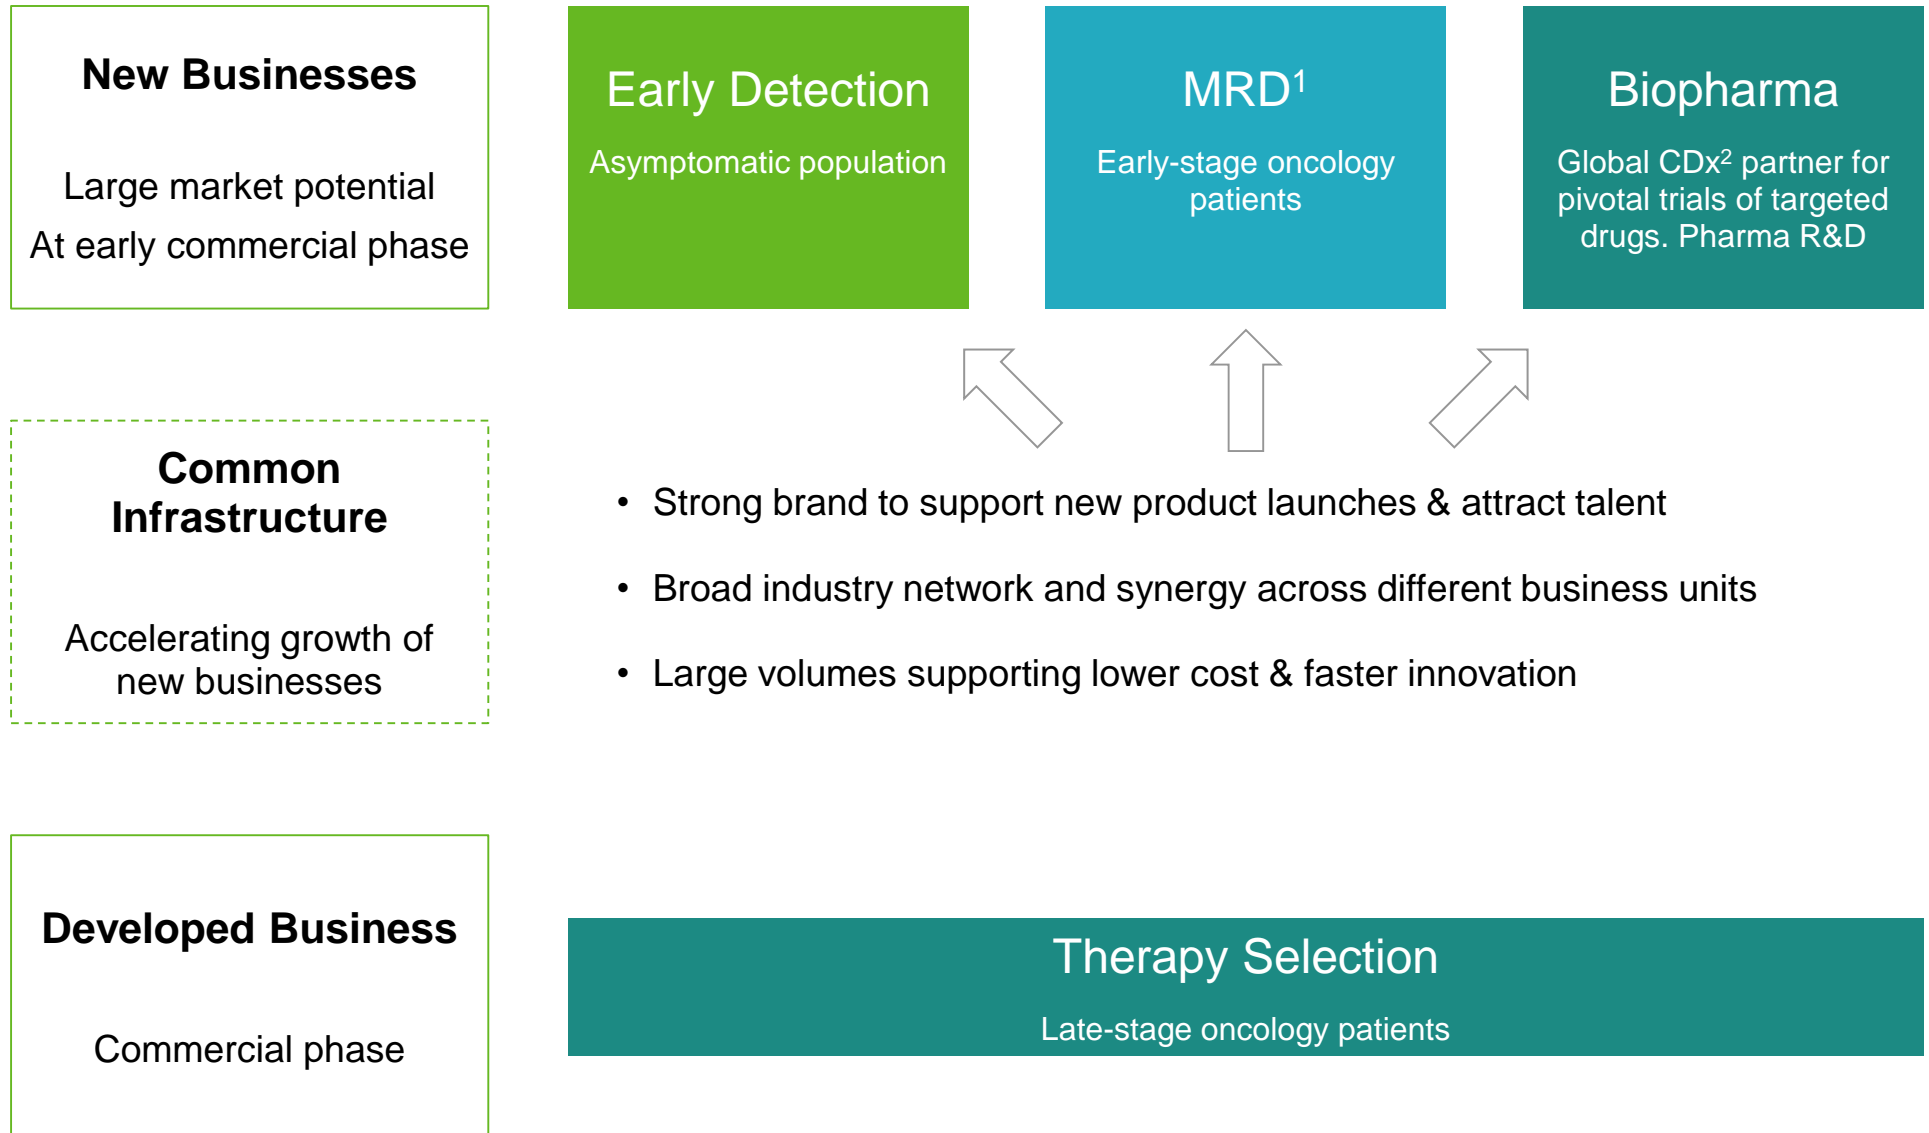 New Businesses
Large market potential
At early commercial phase
Early Detection
Asymptomatic population
MRD¹
Early-stage oncology
patients
Biopharma
Global CDx² partner for
pivotal trials of targeted
drugs. Pharma R&D
Common
Infrastructure
Accelerating growth of
new businesses
• Strong brand to support new product launches & attract talent
• Broad industry network and synergy across different business units
• Large volumes supporting lower cost & faster innovation
Developed Business
Commercial phase
Therapy Selection
Late-stage oncology patients